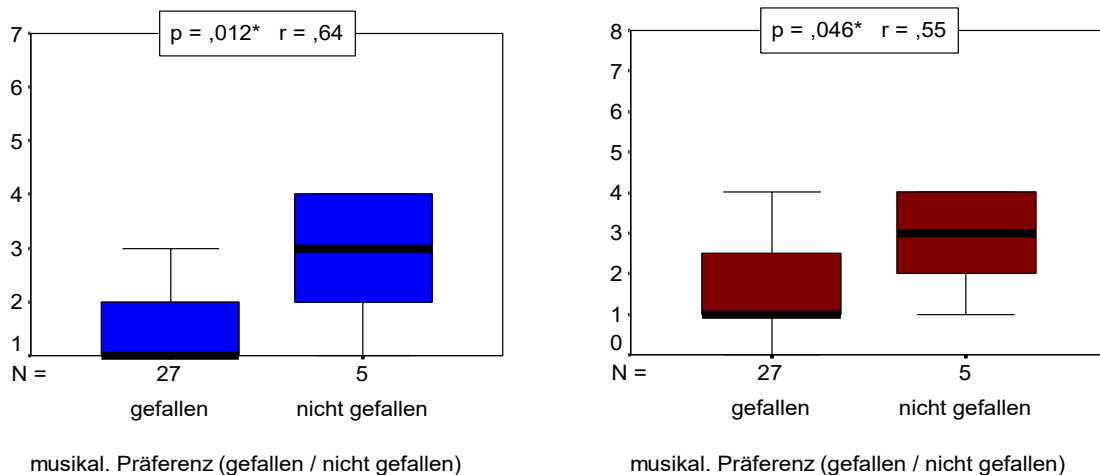 p = ,012* r = ,64
7
6
5
4
3
2
1
N =
27
5
gefallen
nicht gefallen
musikal. Präferenz (gefallen / nicht gefallen)
p = ,046* r = ,55
8
7
6
5
4
3
2
1
0
N =
27
5
gefallen
nicht gefallen
musikal. Präferenz (gefallen / nicht gefallen)